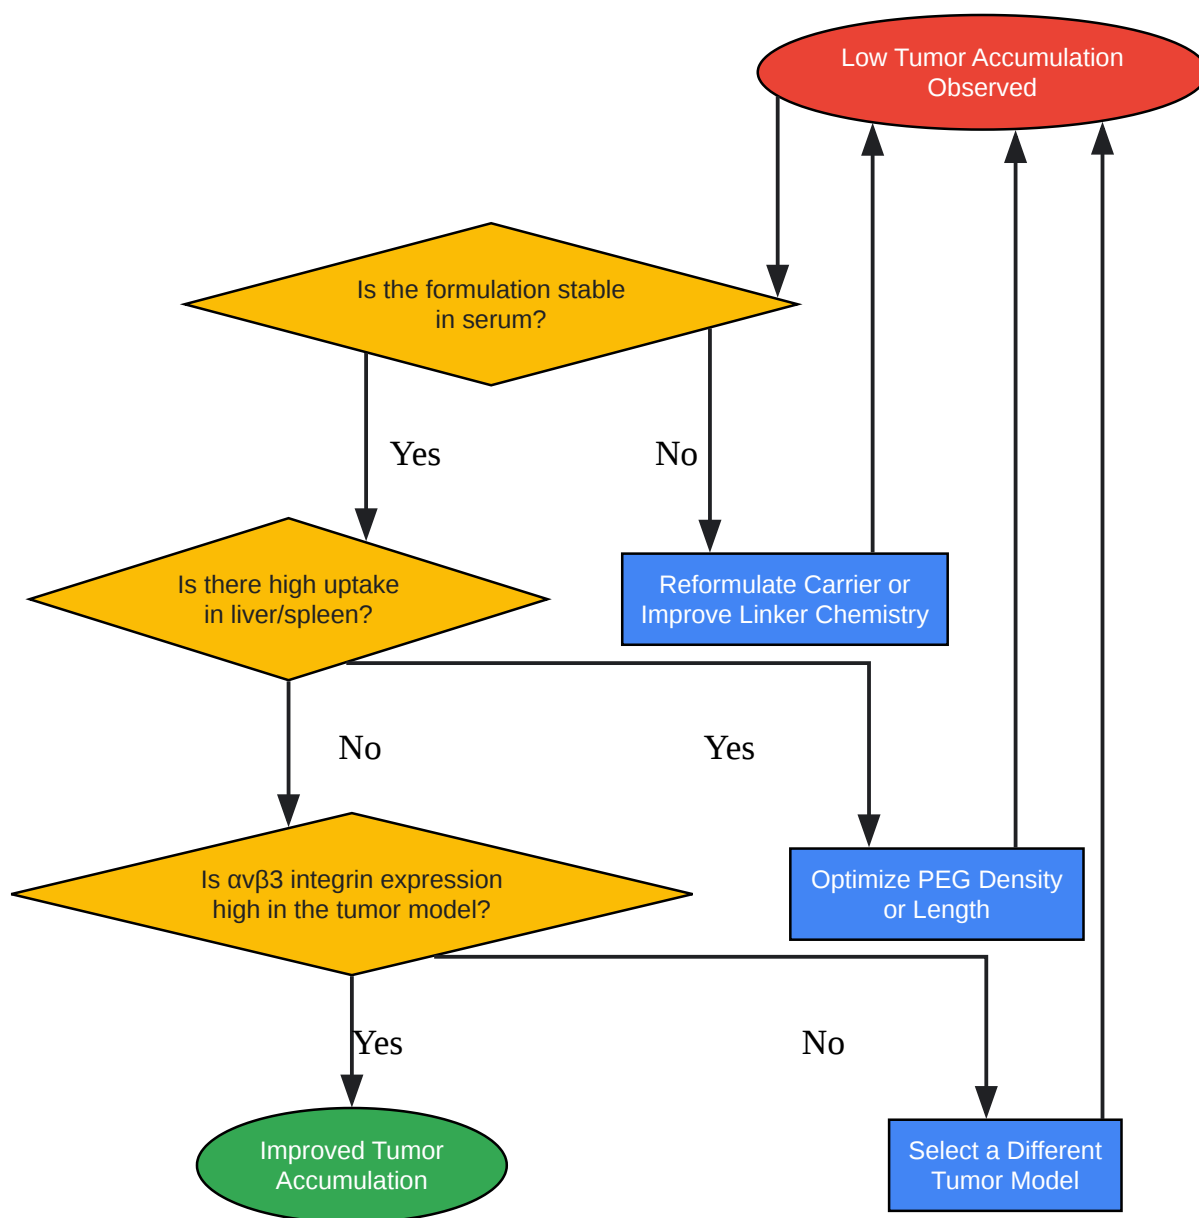 Low Tumor Accumulation
Observed
Is the formulation stable
in serum?
Yes
No
Is there high uptake
in liver/spleen?
Reformulate Carrier or
Improve Linker Chemistry
No
Yes
Is αvβ3 integrin expression
high in the tumor model?
Optimize PEG Density
or Length
Yes
No
Improved Tumor
Accumulation
Select a Different
Tumor Model